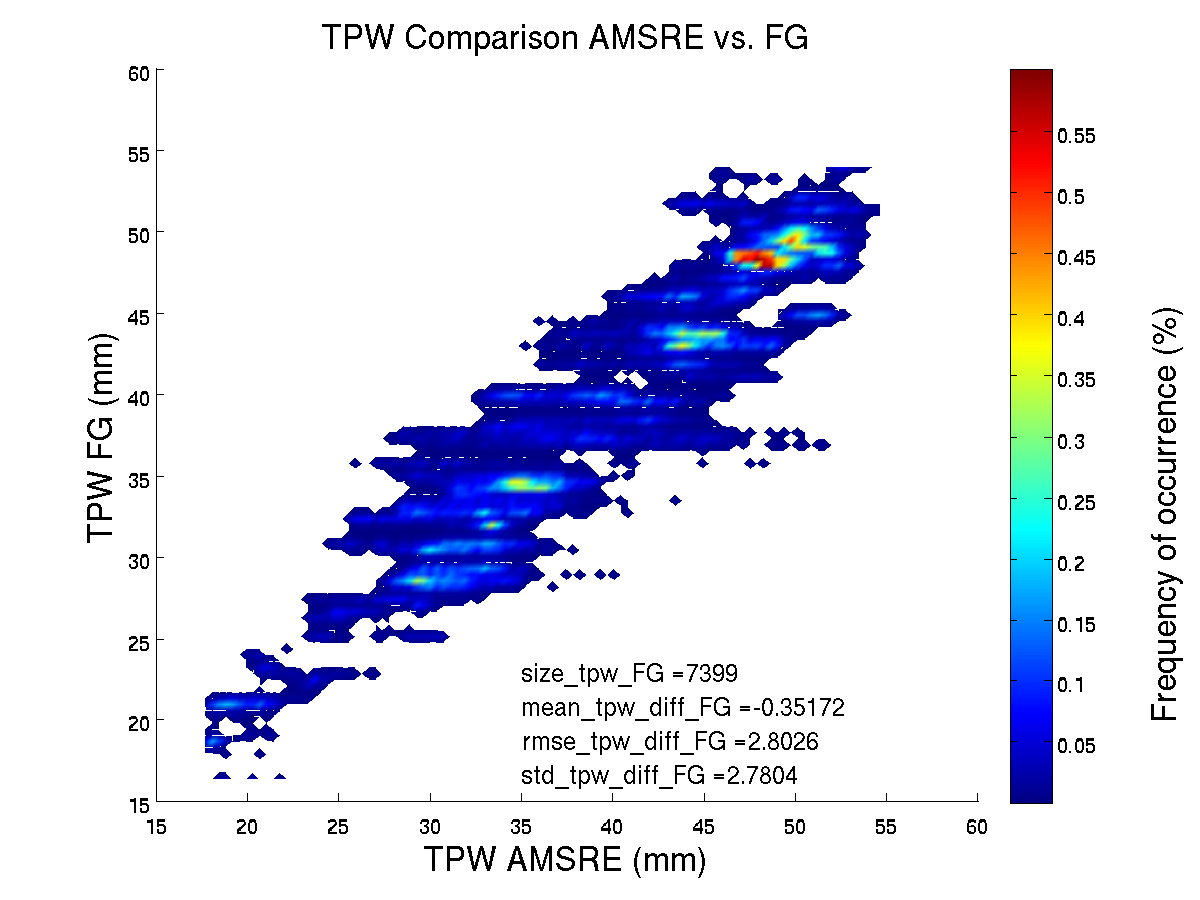 TPW Comparison AMSRE vs. FG
60
55
50
45
40
35
30
25
20
15
TPW FG (mm)
15 20 25 30 35 40 45 50 55 60
TPW AMSRE (mm)
size_tpw_FG =7399
mean_tpw_diff_FG =-0.35172
rmse_tpw_diff_FG =2.8026
std_tpw_diff_FG =2.7804
0.55
0.5
0.45
0.4
0.35
0.3
0.25
0.2
0.15
0.1
0.05
Frequency of occurrence (%)